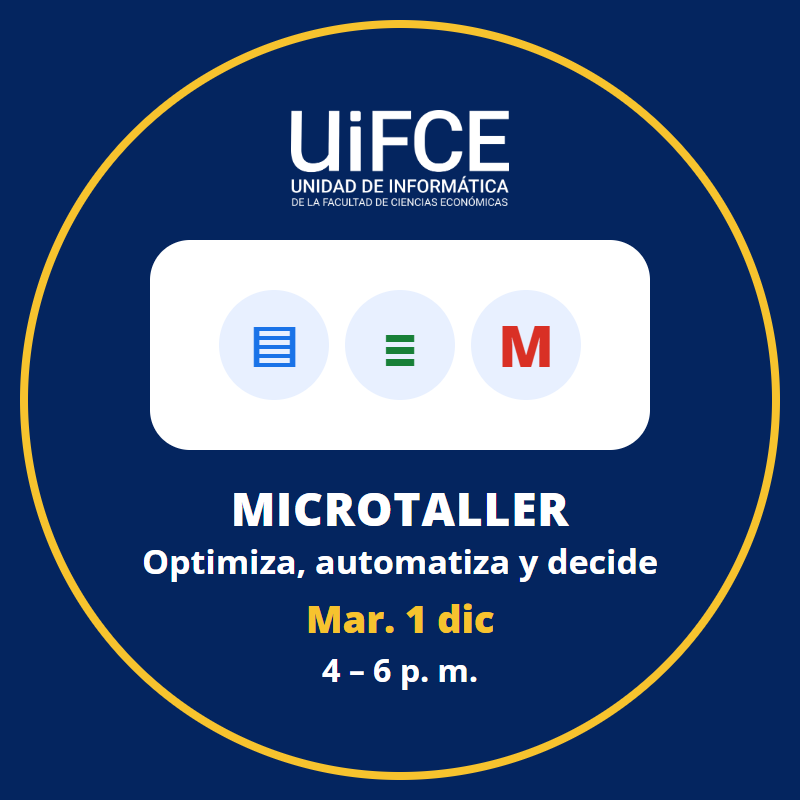 UiFCE
UNIDAD DE INFORMÁTICA
DE LA FACULTAD DE CIENCIAS ECONÓMICAS
M
MICROTALLER
Optimiza, automatiza y decide
Mar. 1 dic
4 – 6 p. m.